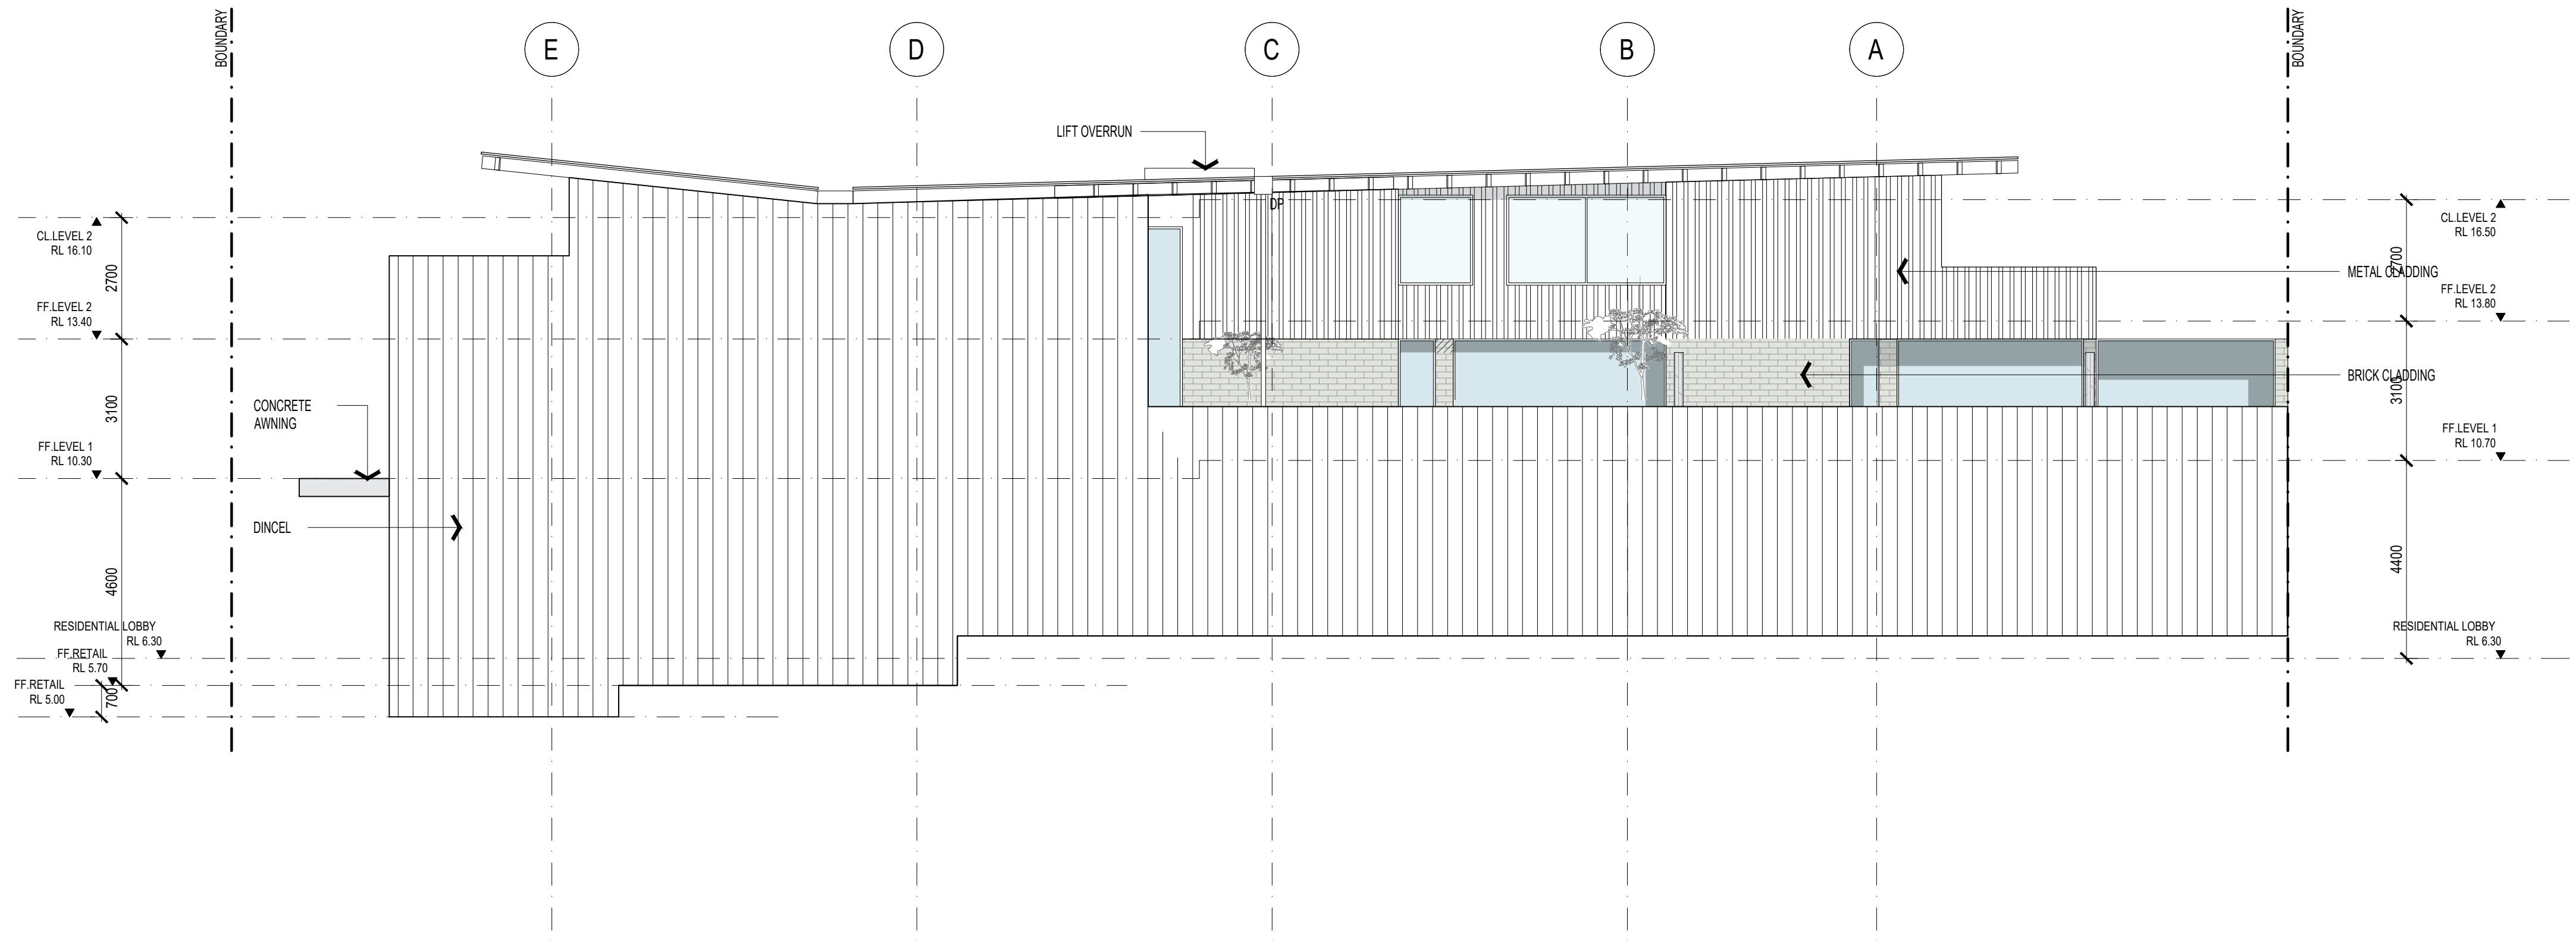 BOUNDARY
E
D
C
B
A
BOUNDARY
LIFT OVERRUN
DP
CL.LEVEL 2
RL 16.10
2700
FF.LEVEL 2
RL 13.40
3100
FF.LEVEL 1
RL 10.30
CONCRETE
AWNING
DINCEL
4600
RESIDENTIAL LOBBY
RL 6.30
FF.RETAIL
RL 5.70
700
FF.RETAIL
RL 5.00
CL.LEVEL 2
RL 16.50
2700
METAL CLADDING
FF.LEVEL 2
RL 13.80
BRICK CLADDING
3100
FF.LEVEL 1
RL 10.70
4400
RESIDENTIAL LOBBY
RL 6.30